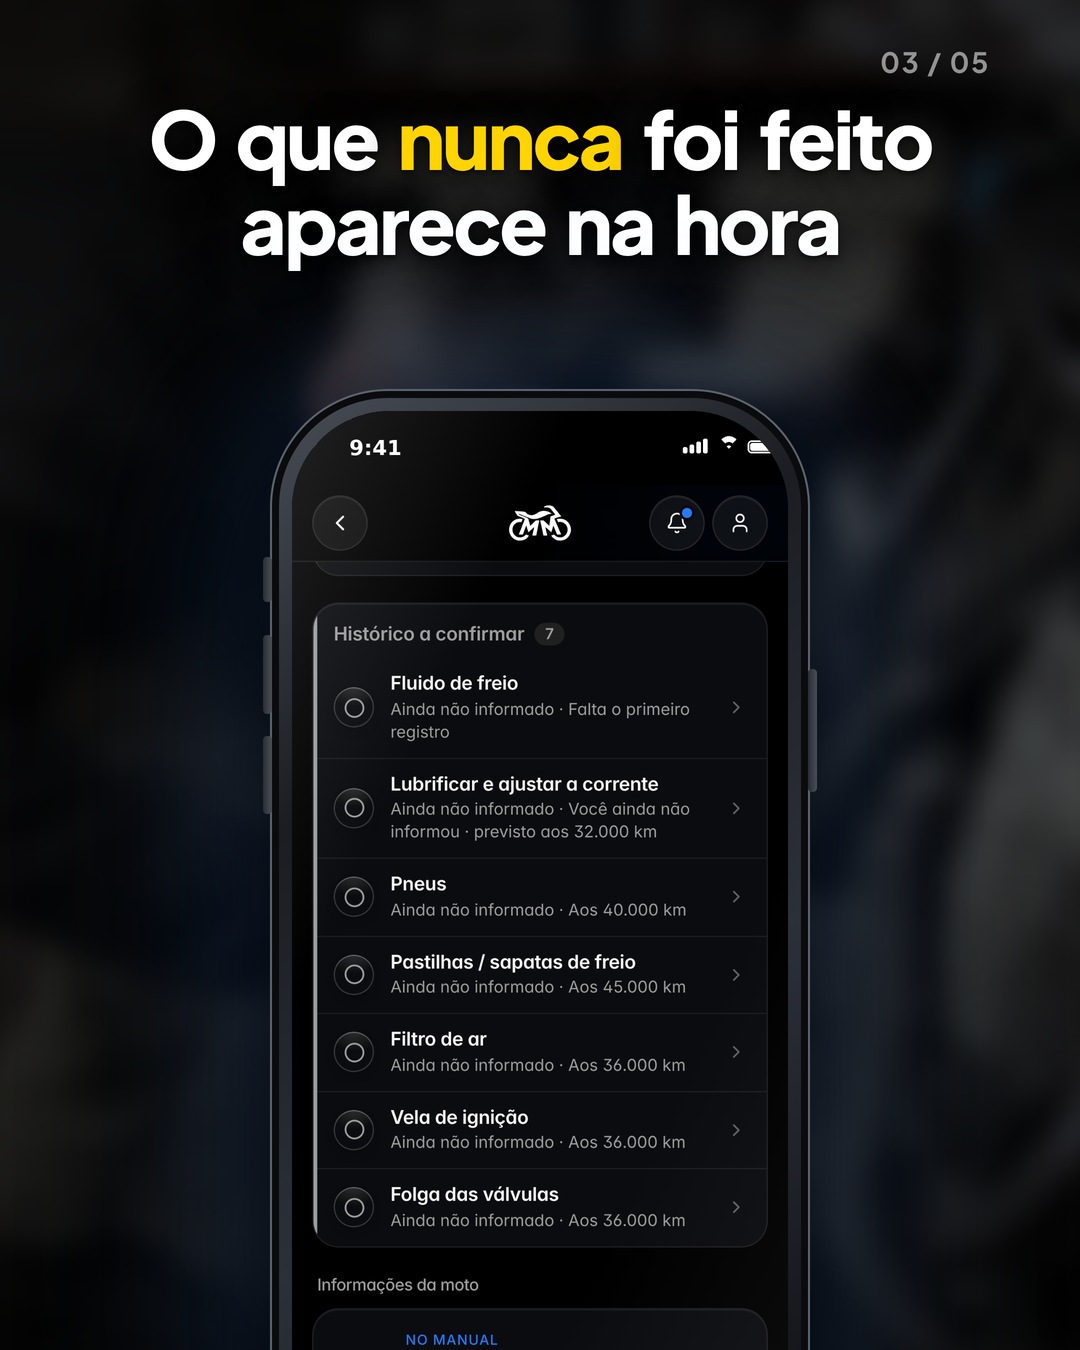 03 / 05
O que nunca foi feito
aparece na hora
9:41
MM
Histórico a confirmar 7
Fluido de freio
Ainda não informado · Falta o primeiro
registro
Lubrificar e ajustar a corrente
Ainda não informado · Você ainda não
informou · previsto aos 32.000 km
Pneus
Ainda não informado · Aos 40.000 km
Pastilhas / sapatas de freio
Ainda não informado · Aos 45.000 km
Filtro de ar
Ainda não informado · Aos 36.000 km
Vela de ignição
Ainda não informado · Aos 36.000 km
Folga das válvulas
Ainda não informado · Aos 36.000 km
Informações da moto
NO MANUAL